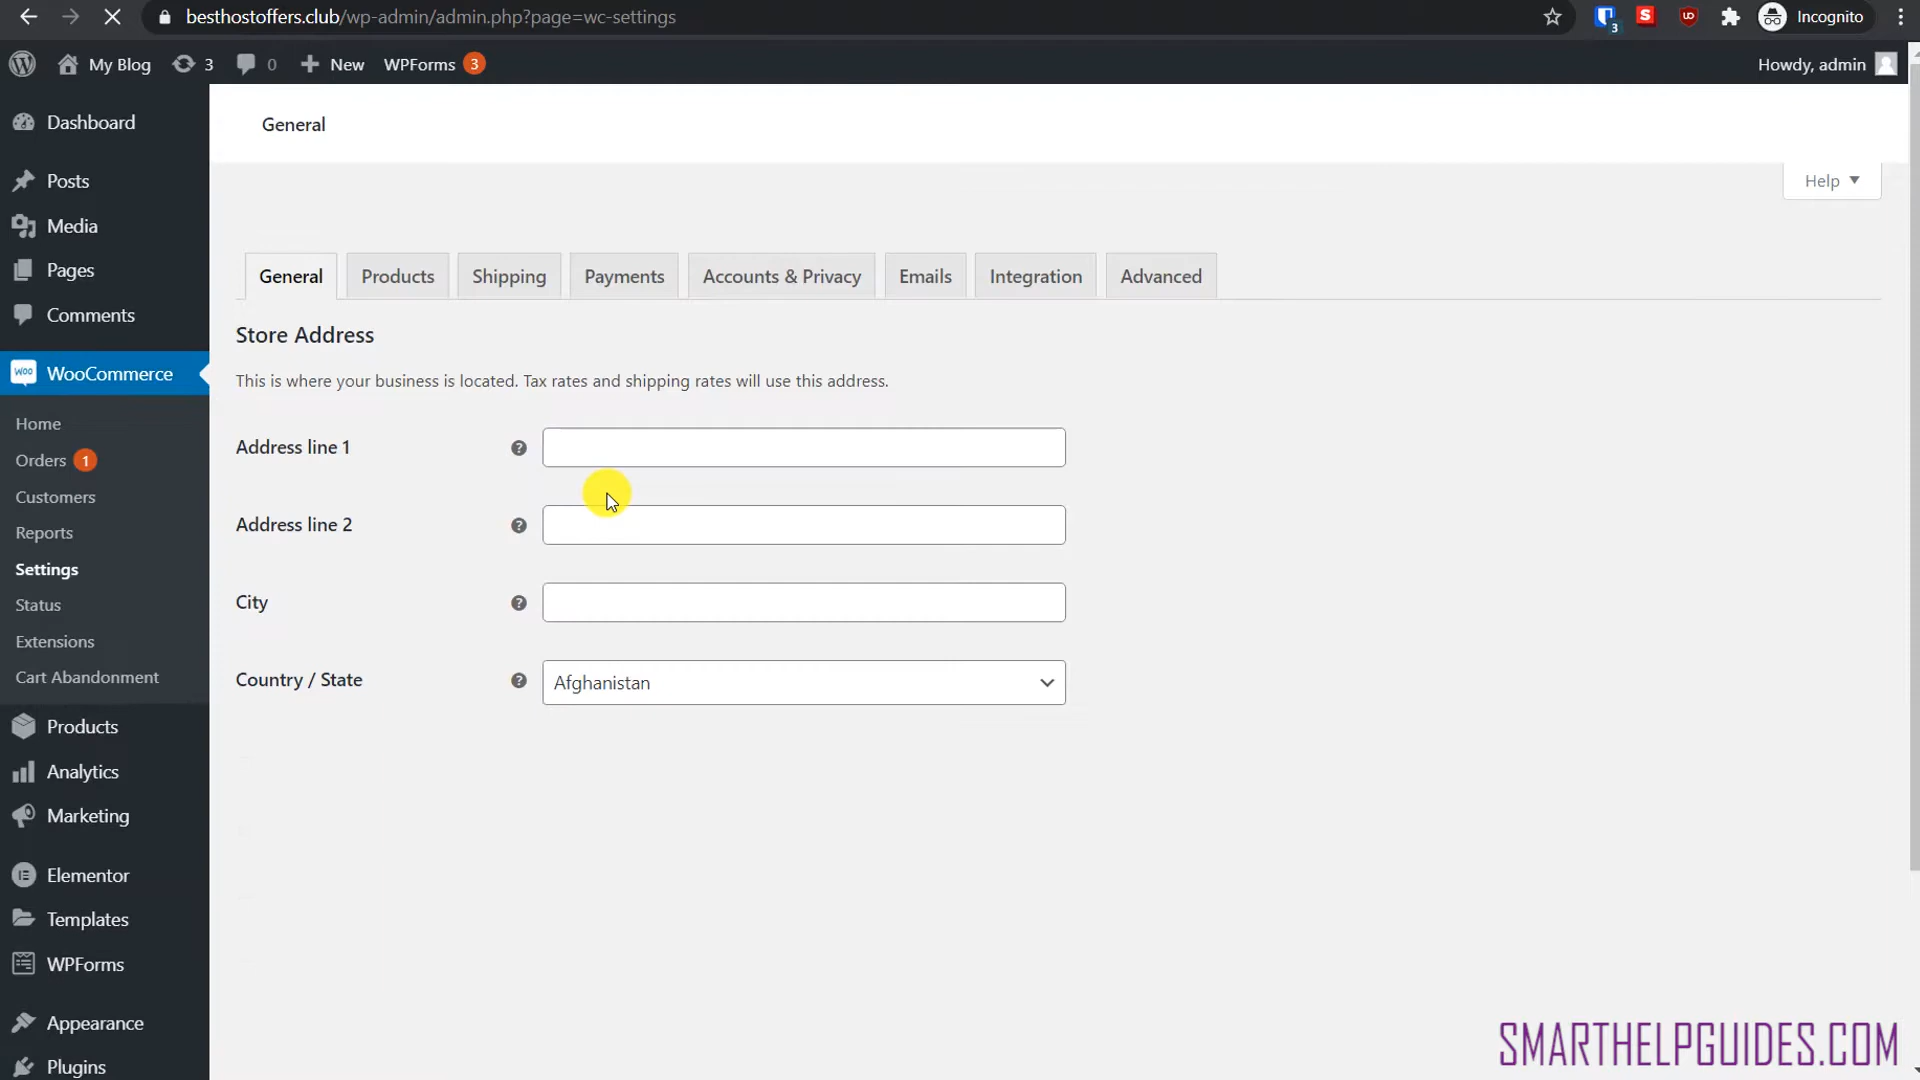 besthostoffers.club/wp-admin/admin.php?page=wc-settings
3
S
UD
Incognito
My Blog
3
0
New
WPForms 3
Howdy, admin
Dashboard
Posts
Media
Pages
Comments
Woo WooCommerce
Home
Orders 1
Customers
Reports
Settings
Status
Extensions
Cart Abandonment
Products
Analytics
Marketing
Elementor
Templates
WPForms
Appearance
Plugins
General
Help
General Products Shipping Payments Accounts & Privacy Emails Integration Advanced
Store Address
This is where your business is located. Tax rates and shipping rates will use this address.
Address line 1 ?
Address line 2 ?
City ?
Country / State ? Afghanistan
SMARTHELPGUIDES.COM